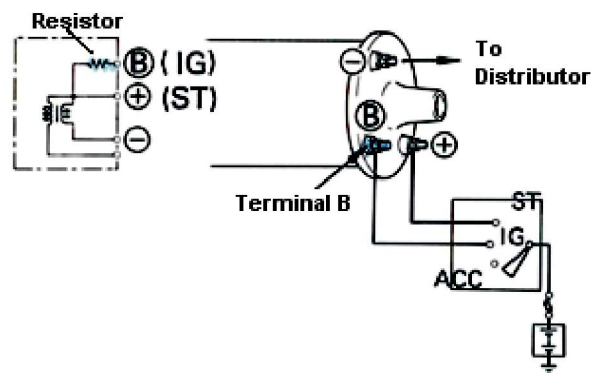 Resistor
B (IG)
+ (ST)
−
−
To
Distributor
B
+
Terminal B
ST
IG
ACC